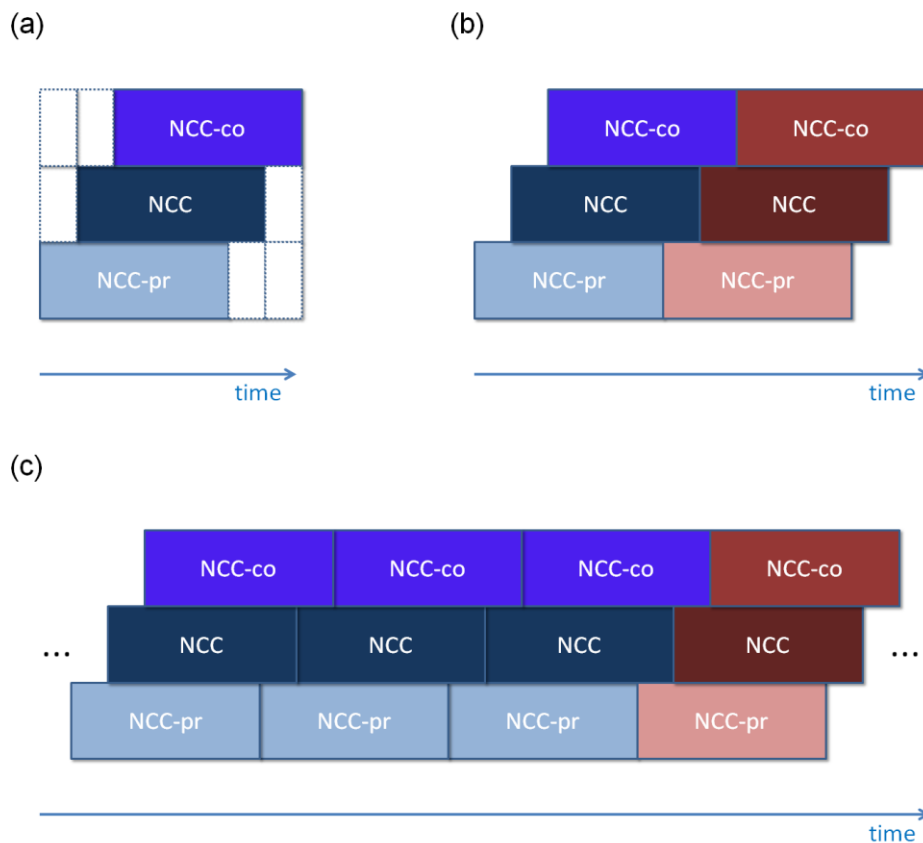 (a)
(b)
NCC-co
NCC
NCC-pr
time
NCC-co NCC-co
NCC NCC
NCC-pr NCC-pr
time
(c)
NCC-co NCC-co NCC-co NCC-co
... NCC NCC NCC NCC ...
NCC-pr NCC-pr NCC-pr NCC-pr
time